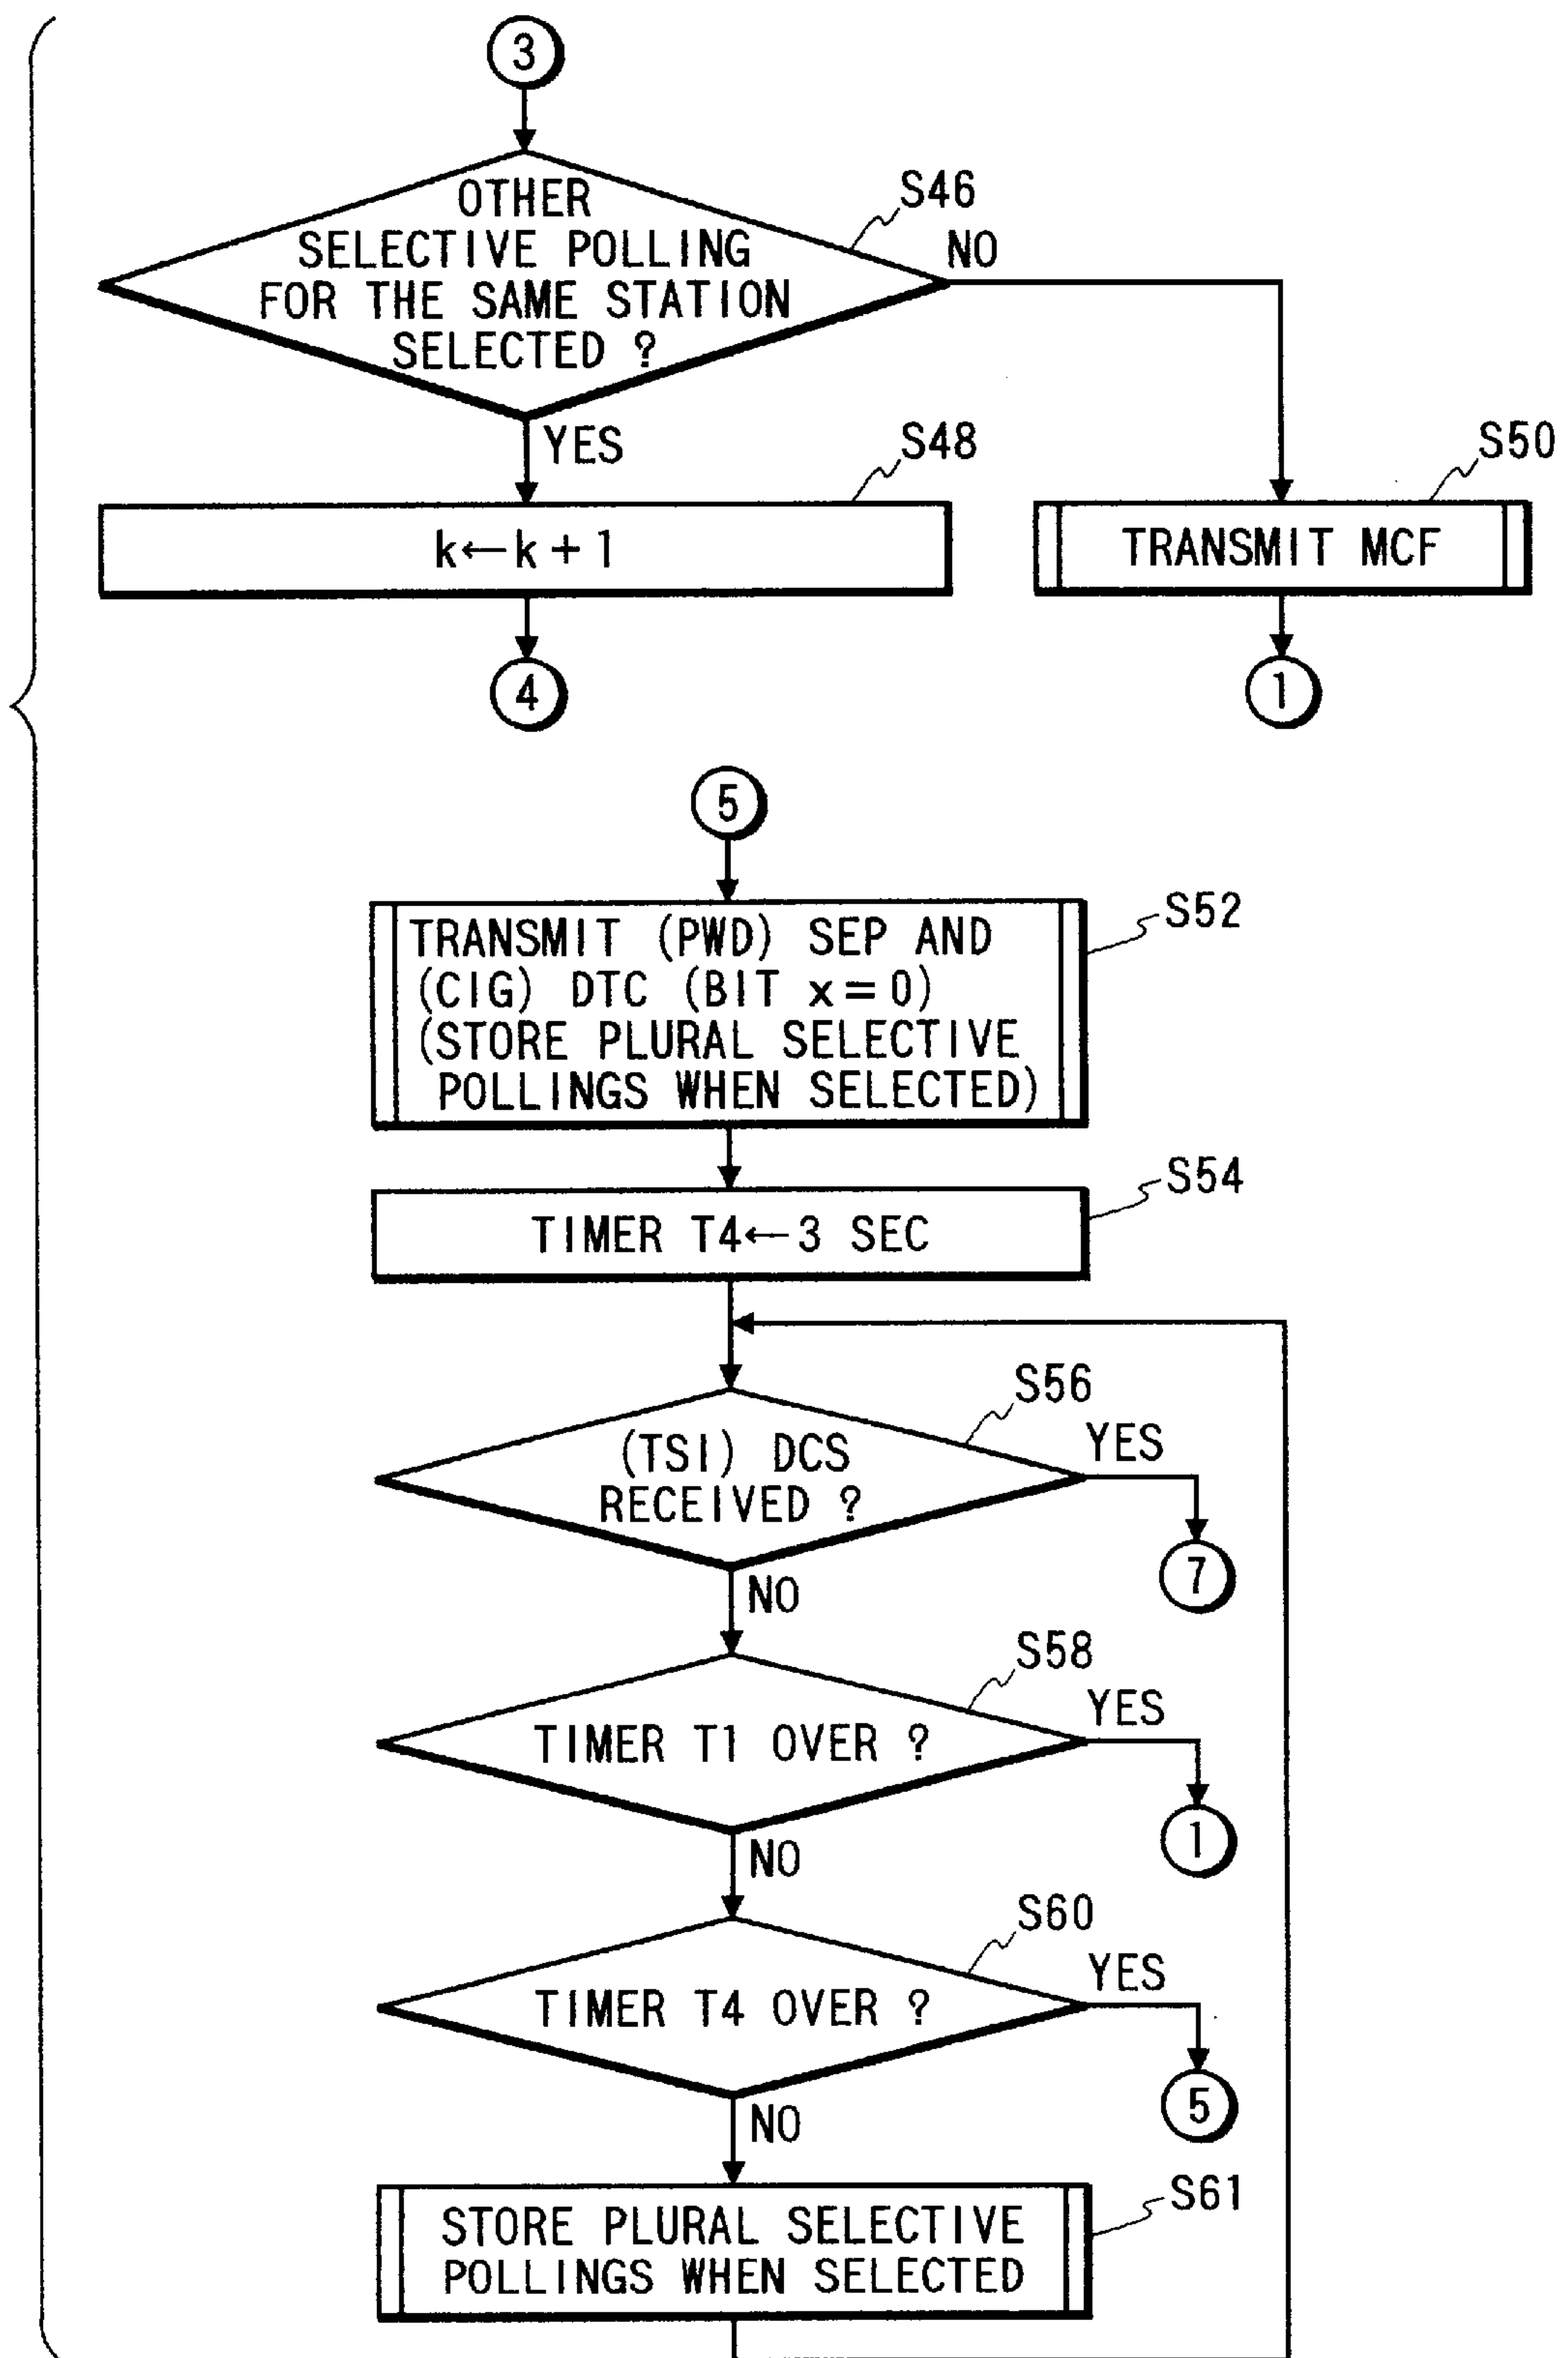 3
OTHER
SELECTIVE POLLING
FOR THE SAME STATION
SELECTED ?
S46
NO
YES
S48
k←k+1
S50
TRANSMIT MCF
4
1
5
TRANSMIT (PWD) SEP AND
(CIG) DTC (BIT x=0)
(STORE PLURAL SELECTIVE
POLLINGS WHEN SELECTED)
S52
TIMER T4←3 SEC
S54
(TSI) DCS
RECEIVED ?
S56
YES
7
NO
TIMER T1 OVER ?
S58
YES
1
NO
TIMER T4 OVER ?
S60
YES
5
NO
STORE PLURAL SELECTIVE
POLLINGS WHEN SELECTED
S61